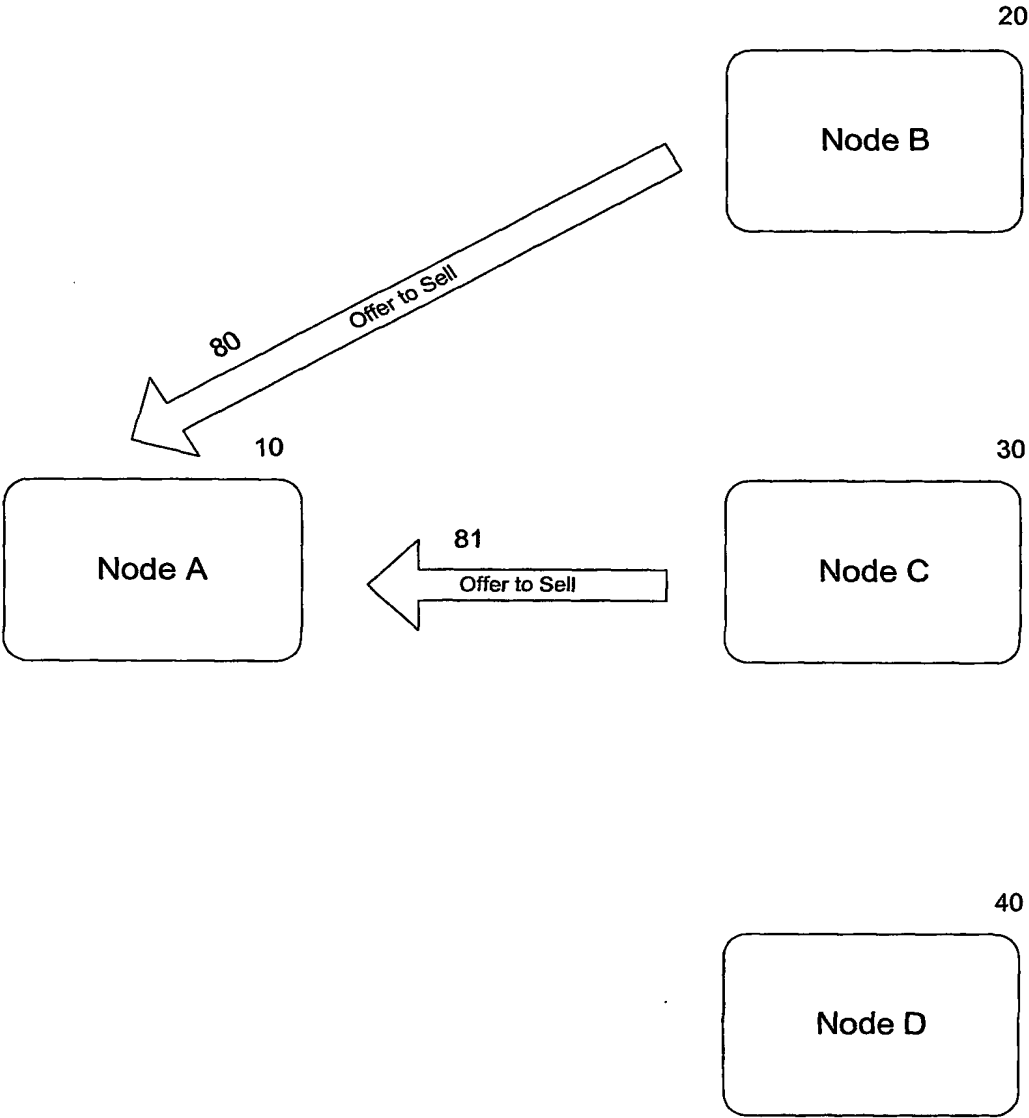 20
Node B
Offer to Sell
80
10
30
Node A
81
Offer to Sell
Node C
40
Node D